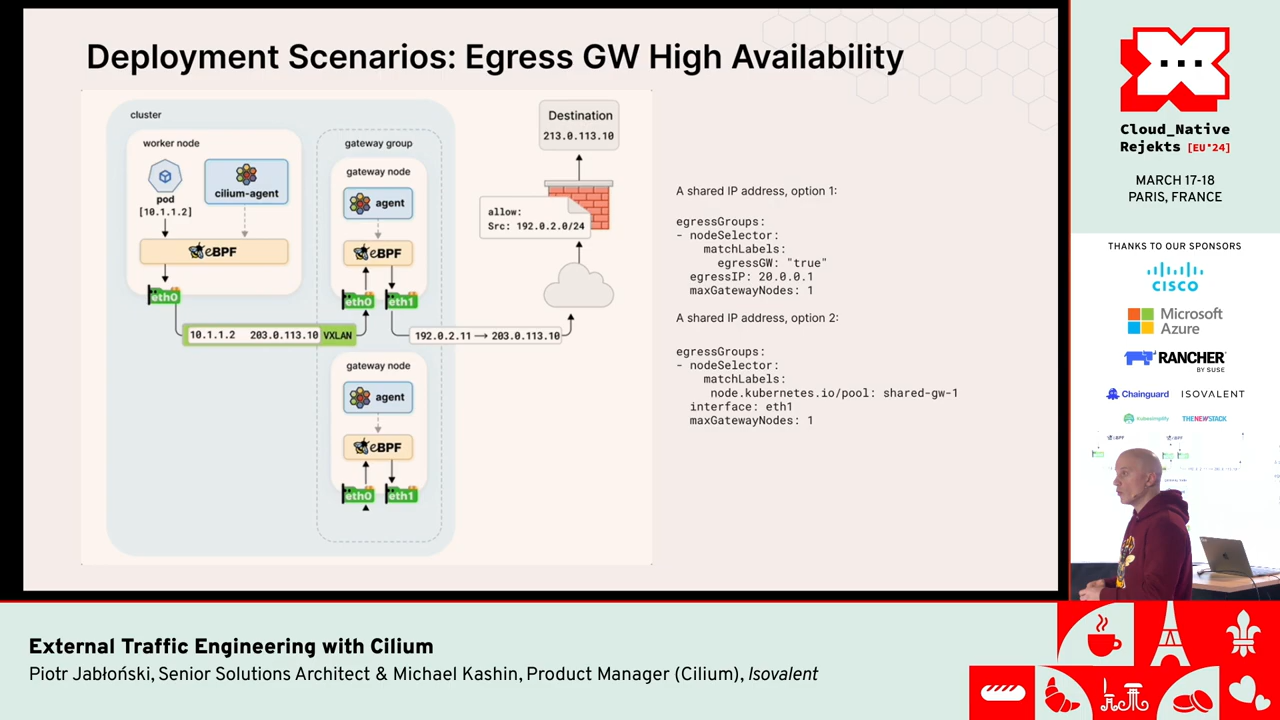 Deployment Scenarios: Egress GW High Availability
cluster
worker node
pod
[10.1.1.2]
cilium-agent
eBPF
eth0
10.1.1.2 203.0.113.10 VXLAN
gateway group
gateway node
agent
eBPF
eth0 eth1
192.0.2.11 → 203.0.113.10
gateway node
agent
eBPF
eth0 eth1
Destination
213.0.113.10
allow:
Src: 192.0.2.0/24
A shared IP address, option 1:
egressGroups:
- nodeSelector:
matchLabels:
egressGW: "true"
egressIP: 20.0.0.1
maxGatewayNodes: 1
A shared IP address, option 2:
egressGroups:
- nodeSelector:
matchLabels:
node.kubernetes.io/pool: shared-gw-1
interface: eth1
maxGatewayNodes: 1
Cloud_Native
Rejekts [EU'24]
MARCH 17-18
PARIS, FRANCE
THANKS TO OUR SPONSORS
CISCO
Microsoft
Azure
RANCHER
BY SUSE
Chainguard ISOVALENT
kubesimplify THENEWSTACK
External Traffic Engineering with Cilium
Piotr Jabłoński, Senior Solutions Architect & Michael Kashin, Product Manager (Cilium), Isovalent